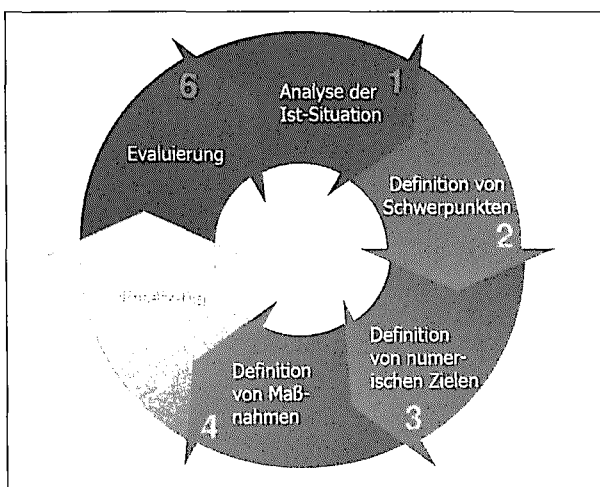 1
Analyse der
Ist-Situation
Definition von
Schwerpunkten
2
Definition
von numer-
ischen Zielen
3
Definition
von Maß-
nahmen
4
6
Evaluierung